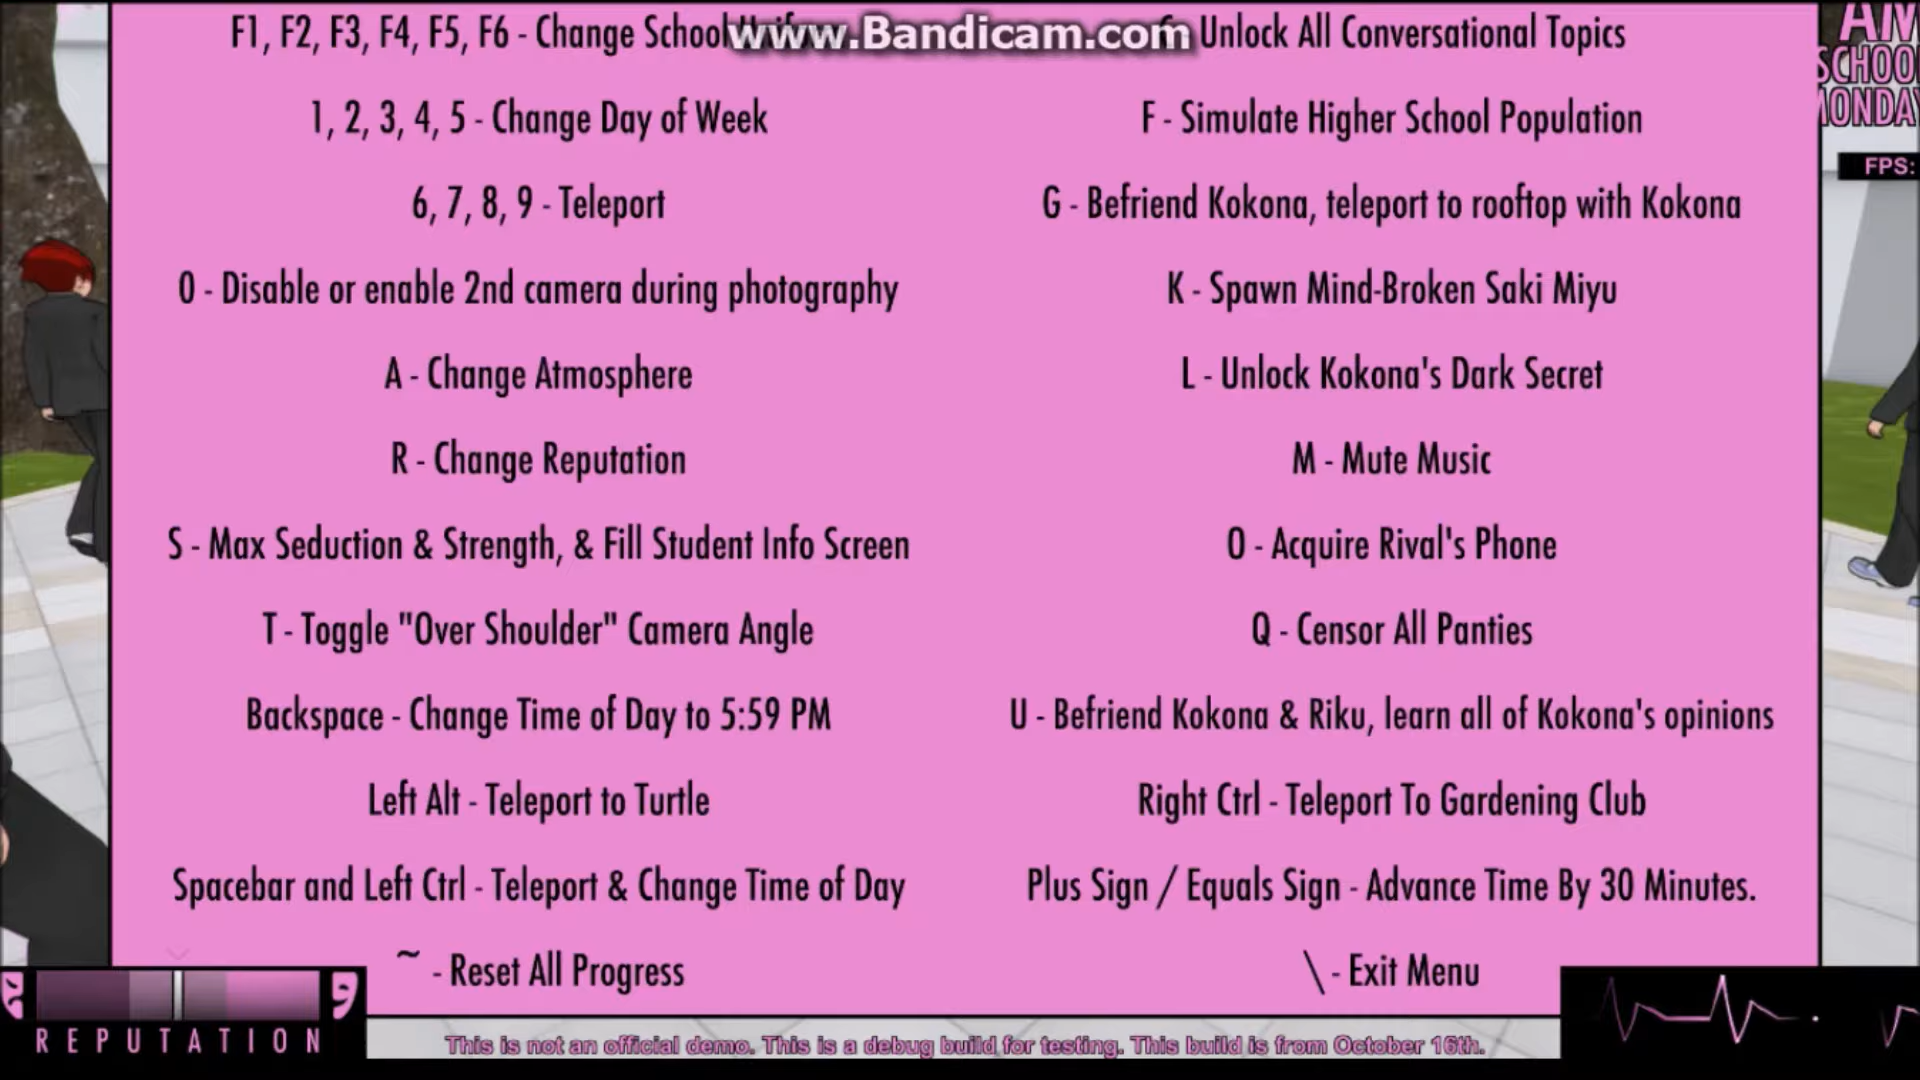 F1, F2, F3, F4, F5, F6 - Change School
www.Bandicam.com
Unlock All Conversational Topics
1, 2, 3, 4, 5 - Change Day of Week
F - Simulate Higher School Population
6, 7, 8, 9 - Teleport
G - Befriend Kokona, teleport to rooftop with Kokona
0 - Disable or enable 2nd camera during photography
K - Spawn Mind-Broken Saki Miyu
A - Change Atmosphere
L - Unlock Kokona's Dark Secret
R - Change Reputation
M - Mute Music
S - Max Seduction & Strength, & Fill Student Info Screen
O - Acquire Rival's Phone
T - Toggle "Over Shoulder" Camera Angle
Q - Censor All Panties
Backspace - Change Time of Day to 5:59 PM
U - Befriend Kokona & Riku, learn all of Kokona's opinions
Left Alt - Teleport to Turtle
Right Ctrl - Teleport To Gardening Club
Spacebar and Left Ctrl - Teleport & Change Time of Day
Plus Sign / Equals Sign - Advance Time By 30 Minutes.
~ - Reset All Progress
\ - Exit Menu
AM
SCHOO
MONDAY
FPS:
REPUTATION
This is not an official demo. This is a debug build for testing. This build is from October 16th.